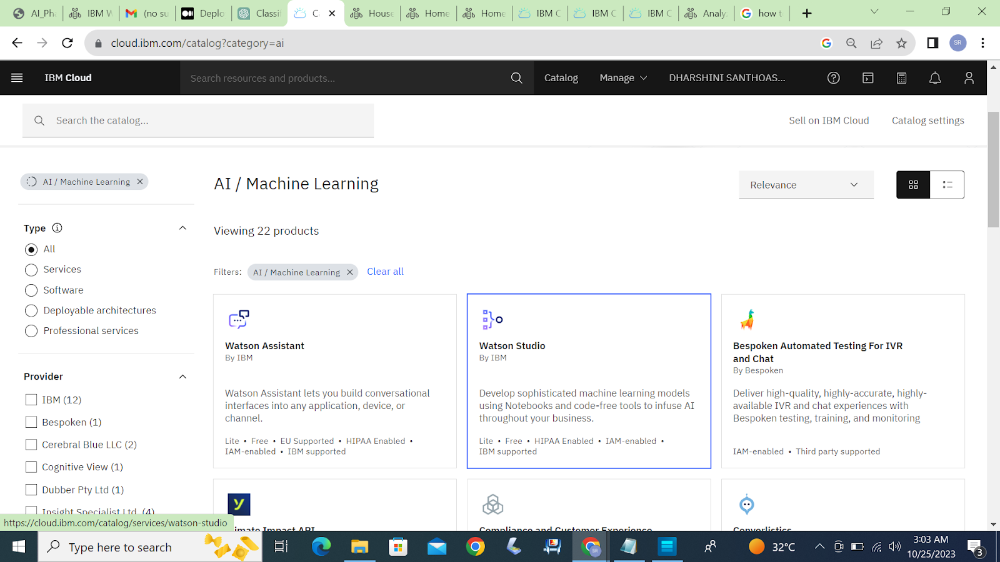 AI_Pha
IBM W
(no su
Deplo
Classif
Ca
House
Home
Home
IBM C
IBM C
IBM C
Analyz
how t
cloud.ibm.com/catalog?category=ai
SR
IBM Cloud
Search resources and products...
Catalog
Manage
DHARSHINI SANTHOAS...
Search the catalog...
Sell on IBM Cloud
Catalog settings
AI / Machine Learning
AI / Machine Learning
Relevance
Type
All
Services
Software
Deployable architectures
Professional services
Provider
IBM (12)
Bespoken (1)
Cerebral Blue LLC (2)
Cognitive View (1)
Dubber Pty Ltd (1)
Insight Specialist Ltd. (4)
Viewing 22 products
Filters: AI / Machine Learning Clear all
Watson Assistant
By IBM
Watson Assistant lets you build conversational
interfaces into any application, device, or
channel.
Lite • Free • EU Supported • HIPAA Enabled •
IAM-enabled • IBM supported
Watson Studio
By IBM
Develop sophisticated machine learning models
using Notebooks and code-free tools to infuse AI
throughout your business.
Lite • Free • HIPAA Enabled • IAM-enabled •
IBM supported
Bespoken Automated Testing For IVR
and Chat
By Bespoken
Deliver high-quality, highly-accurate, highly-
available IVR and chat experiences with
Bespoken testing, training, and monitoring
IAM-enabled • Third party supported
imate Impact API
Compliance and Customer Experience
Converlistics
https://cloud.ibm.com/catalog/services/watson-studio
Type here to search
32°C
3:03 AM
10/25/2023
3